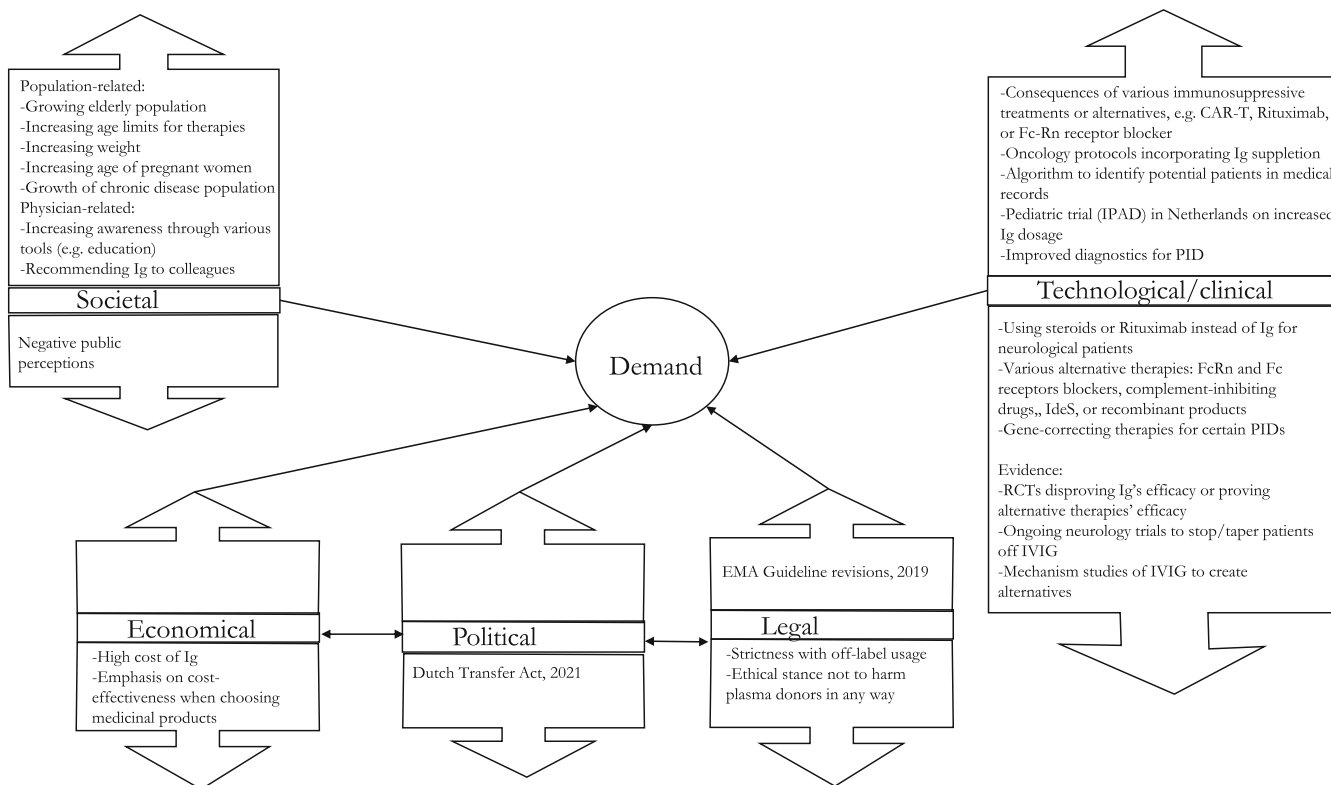 Population-related:
-Growing elderly population
-Increasing age limits for therapies
-Increasing weight
-Increasing age of pregnant women
-Growth of chronic disease population
Physician-related:
-Increasing awareness through various
tools (e.g. education)
-Recommending Ig to colleagues
Societal
Negative public
perceptions
Demand
-Consequences of various immunosuppressive
treatments or alternatives, e.g. CAR-T, Rituximab,
or Fc-Rn receptor blocker
-Oncology protocols incorporating Ig suppletion
-Algorithm to identify potential patients in medical
records
-Pediatric trial (IPAD) in Netherlands on increased
Ig dosage
-Improved diagnostics for PID
Technological/clinical
-Using steroids or Rituximab instead of Ig for
neurological patients
-Various alternative therapies: FcRn and Fc
receptors blockers, complement-inhibiting
drugs,, IdeS, or recombinant products
-Gene-correcting therapies for certain PIDs
Evidence:
-RCTs disproving Ig's efficacy or proving
alternative therapies' efficacy
-Ongoing neurology trials to stop/taper patients
off IVIG
-Mechanism studies of IVIG to create
alternatives
Economical
-High cost of Ig
-Emphasis on cost-
effectiveness when choosing
medicinal products
Political
Dutch Transfer Act, 2021
EMA Guideline revisions, 2019
Legal
-Strictness with off-label usage
-Ethical stance not to harm
plasma donors in any way